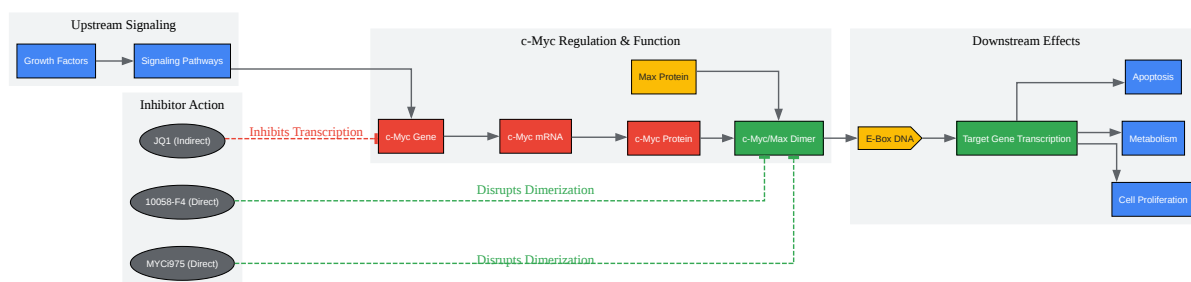 Upstream Signaling
Growth Factors
Signaling Pathways
Inhibitor Action
JQ1 (Indirect)
10058-F4 (Direct)
MYCi975 (Direct)
Inhibits Transcription
Disrupts Dimerization
Disrupts Dimerization
c-Myc Regulation & Function
Max Protein
c-Myc Gene
c-Myc mRNA
c-Myc Protein
c-Myc/Max Dimer
Downstream Effects
E-Box DNA
Target Gene Transcription
Apoptosis
Metabolism
Cell Proliferation